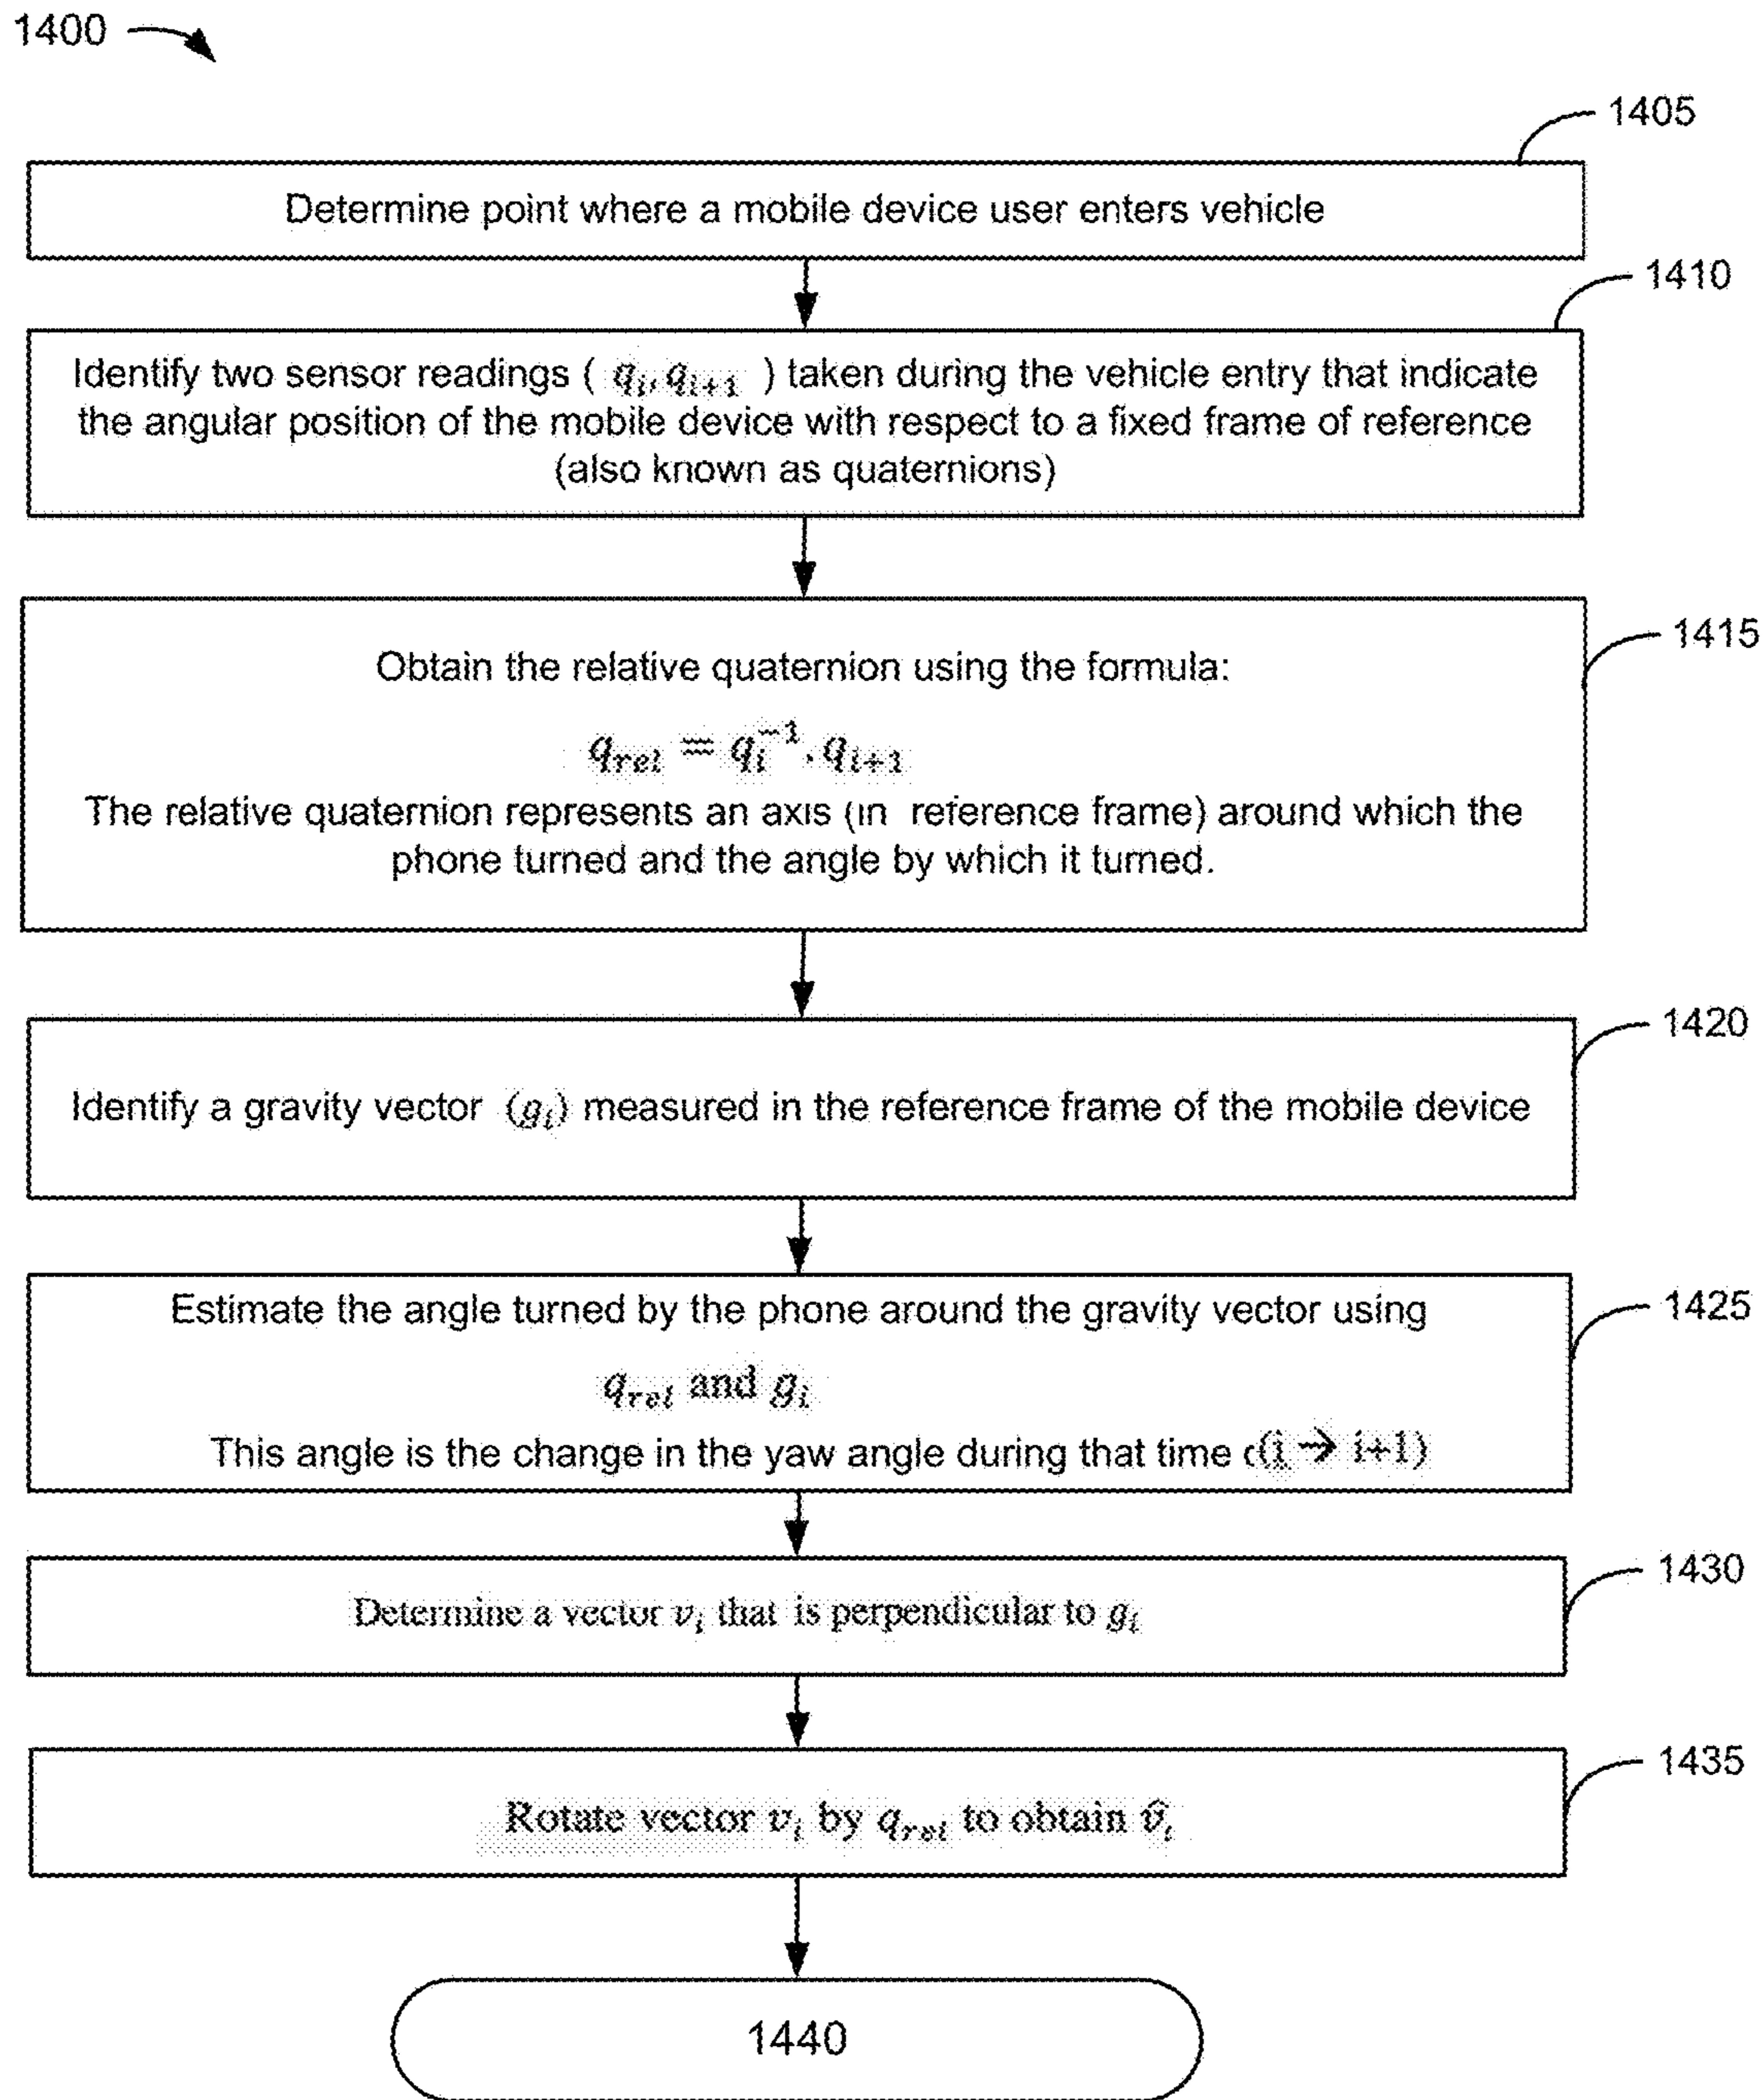 1400
1405
Determine point where a mobile device user enters vehicle
1410
Identify two sensor readings ( qᵢ, qᵢ₊₁ ) taken during the vehicle entry that indicate
the angular position of the mobile device with respect to a fixed frame of reference
(also known as quaternions)
1415
Obtain the relative quaternion using the formula:
q_rel = qᵢ⁻¹. qᵢ₊₁
The relative quaternion represents an axis (in reference frame) around which the
phone turned and the angle by which it turned.
1420
Identify a gravity vector (gᵢ) measured in the reference frame of the mobile device
1425
Estimate the angle turned by the phone around the gravity vector using
q_rel and gᵢ
This angle is the change in the yaw angle during that time (i → i+1)
1430
Determine a vector vᵢ that is perpendicular to gᵢ
1435
Rotate vector vᵢ by q_rel to obtain v̂ᵢ
1440